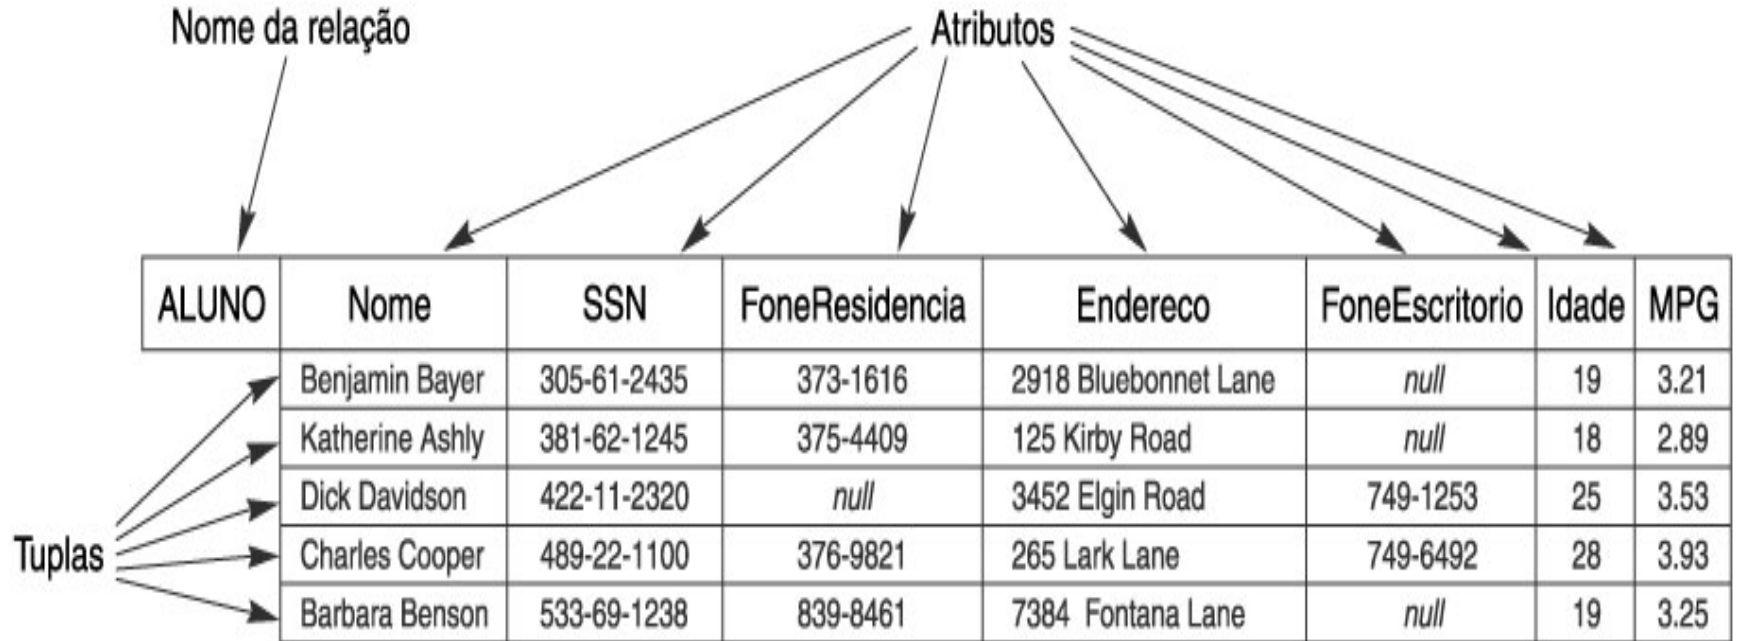 Nome da relação Atributos
ALUNO Nome SSN FoneResidencia Endereco FoneEscritorio Idade MPG
Benjamin Bayer 305-61-2435 373-1616 2918 Bluebonnet Lane null 19 3.21
Katherine Ashly 381-62-1245 375-4409 125 Kirby Road null 18 2.89
Dick Davidson 422-11-2320 null 3452 Elgin Road 749-1253 25 3.53
Tuplas Charles Cooper 489-22-1100 376-9821 265 Lark Lane 749-6492 28 3.93
Barbara Benson 533-69-1238 839-8461 7384 Fontana Lane null 19 3.25